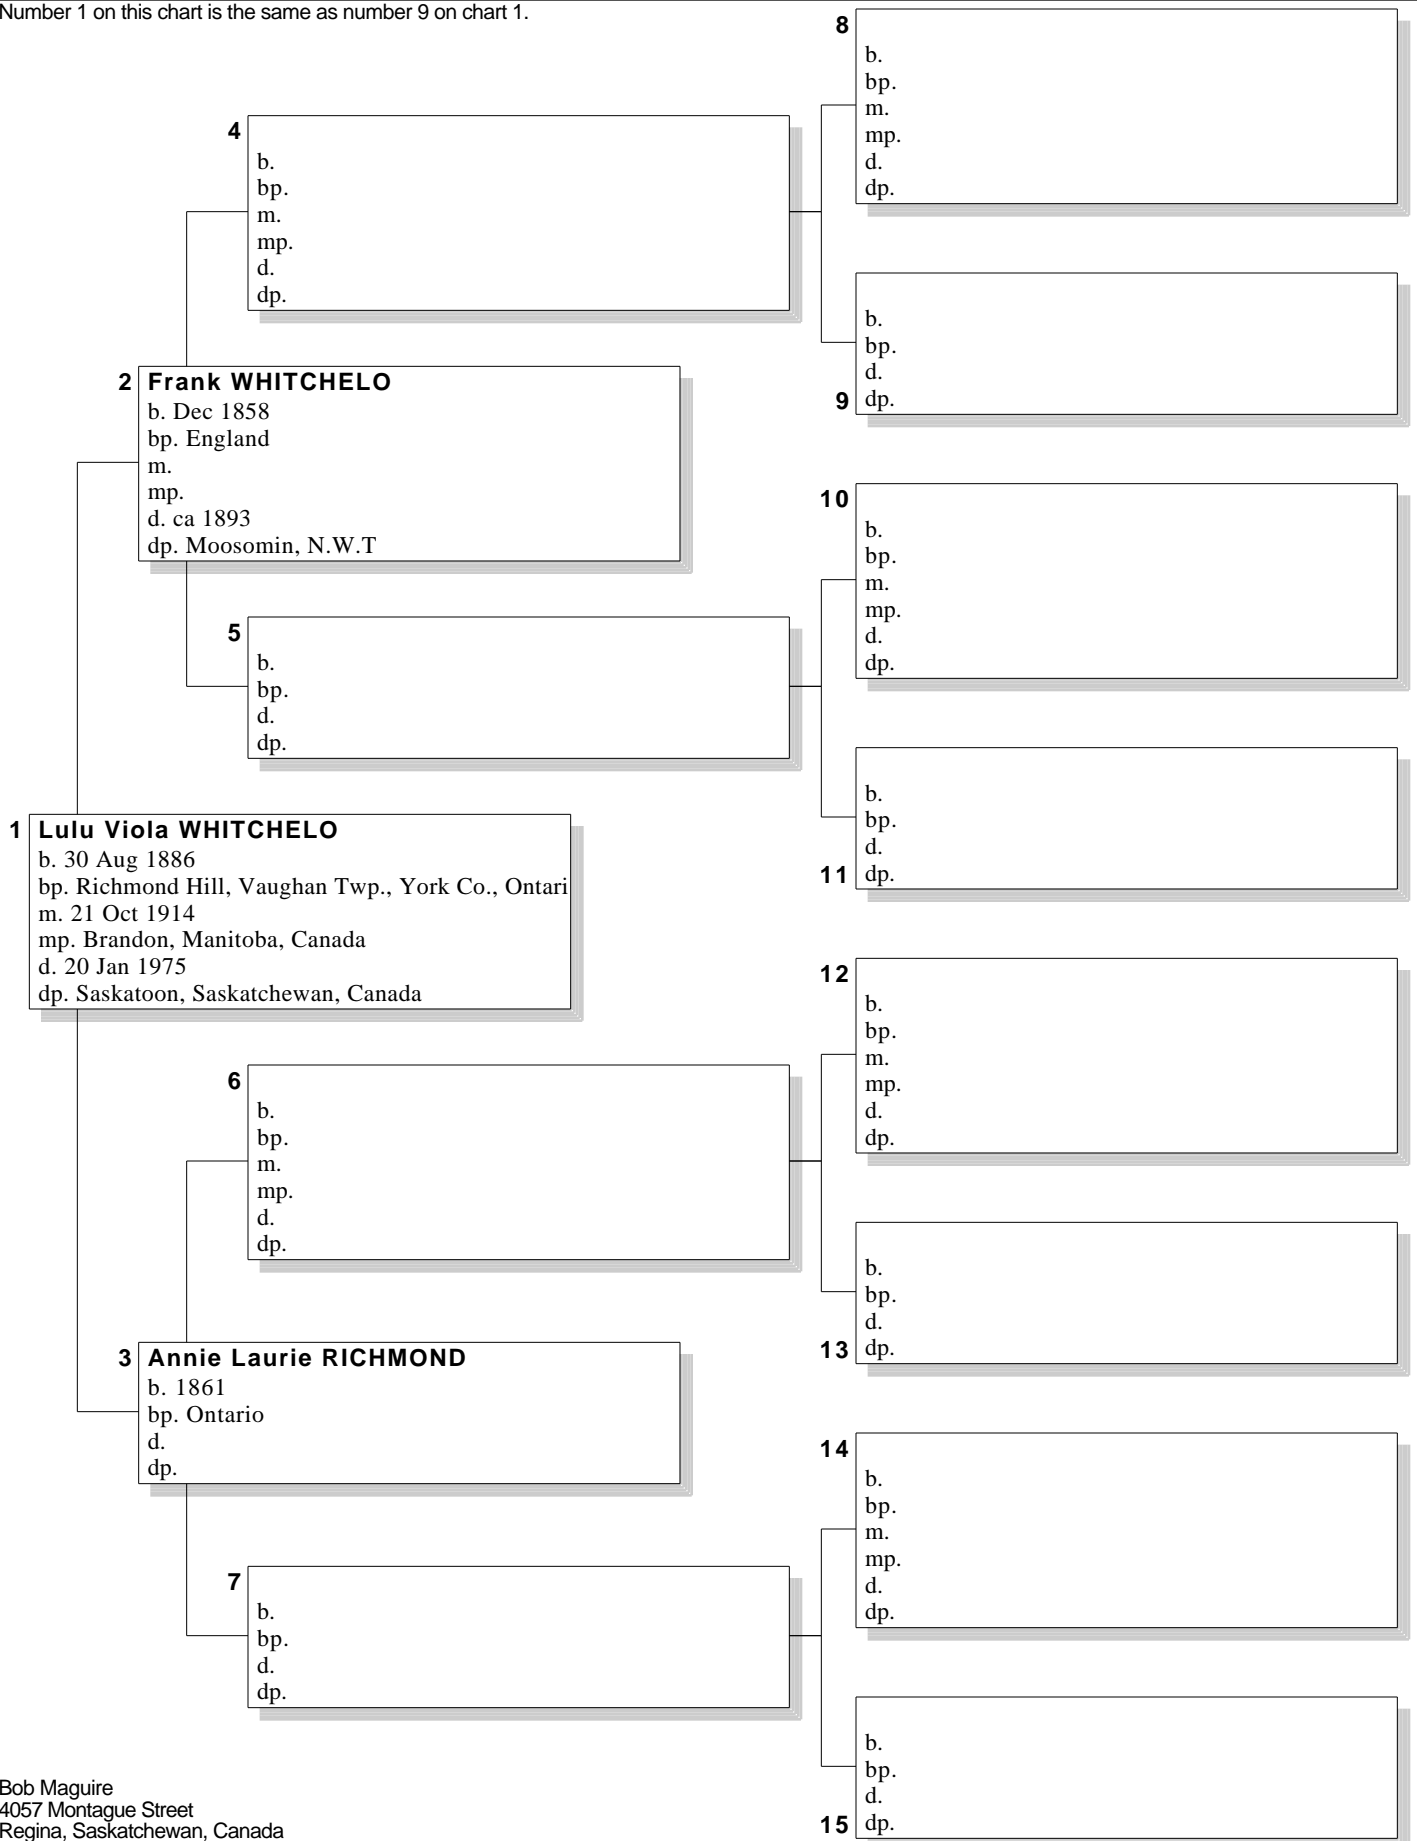 Number 1 on this chart is the same as number 9 on chart 1.
8
b.
bp.
m.
mp.
d.
dp.
4
b.
bp.
m.
mp.
d.
dp.
b.
bp.
d.
9 dp.
2 Frank WHITCHELO
b. Dec 1858
bp. England
m.
mp.
d. ca 1893
dp. Moosomin, N.W.T
10
b.
bp.
m.
mp.
d.
dp.
5
b.
bp.
d.
dp.
b.
bp.
d.
11 dp.
1 Lulu Viola WHITCHELO
b. 30 Aug 1886
bp. Richmond Hill, Vaughan Twp., York Co., Ontari
m. 21 Oct 1914
mp. Brandon, Manitoba, Canada
d. 20 Jan 1975
dp. Saskatoon, Saskatchewan, Canada
12
b.
bp.
m.
mp.
d.
dp.
6
b.
bp.
m.
mp.
d.
dp.
b.
bp.
d.
13 dp.
3 Annie Laurie RICHMOND
b. 1861
bp. Ontario
d.
dp.
14
b.
bp.
m.
mp.
d.
dp.
7
b.
bp.
d.
dp.
b.
bp.
d.
15 dp.
Bob Maguire
4057 Montague Street
Regina, Saskatchewan, Canada